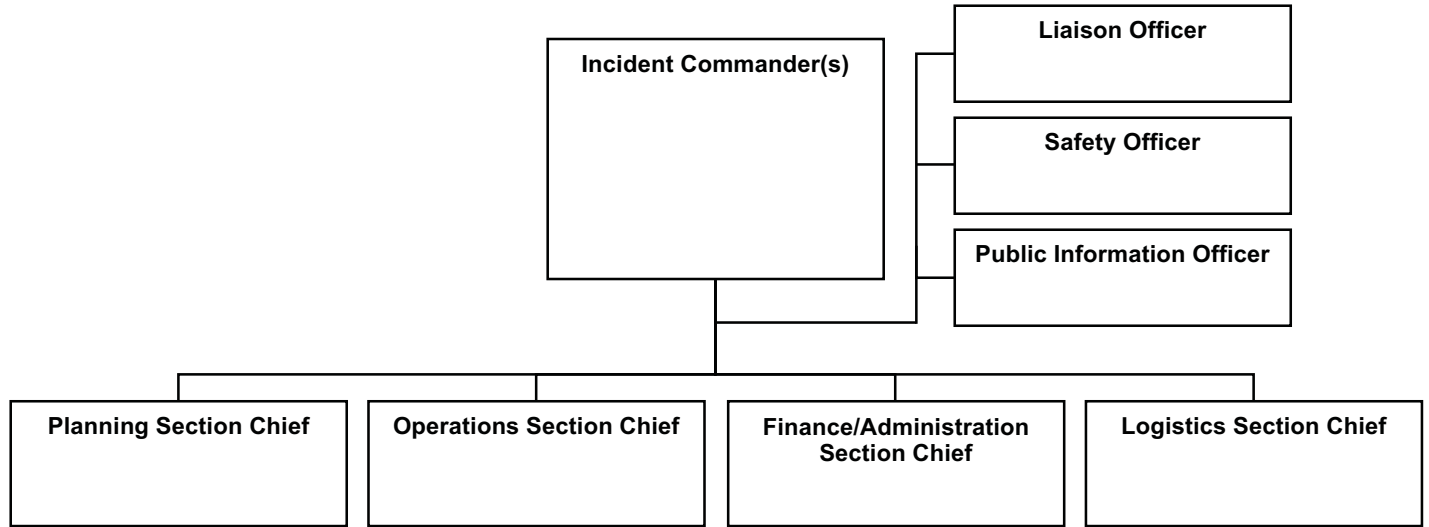 Incident Commander(s)
Liaison Officer
Safety Officer
Public Information Officer
Planning Section Chief
Operations Section Chief
Finance/Administration
Section Chief
Logistics Section Chief